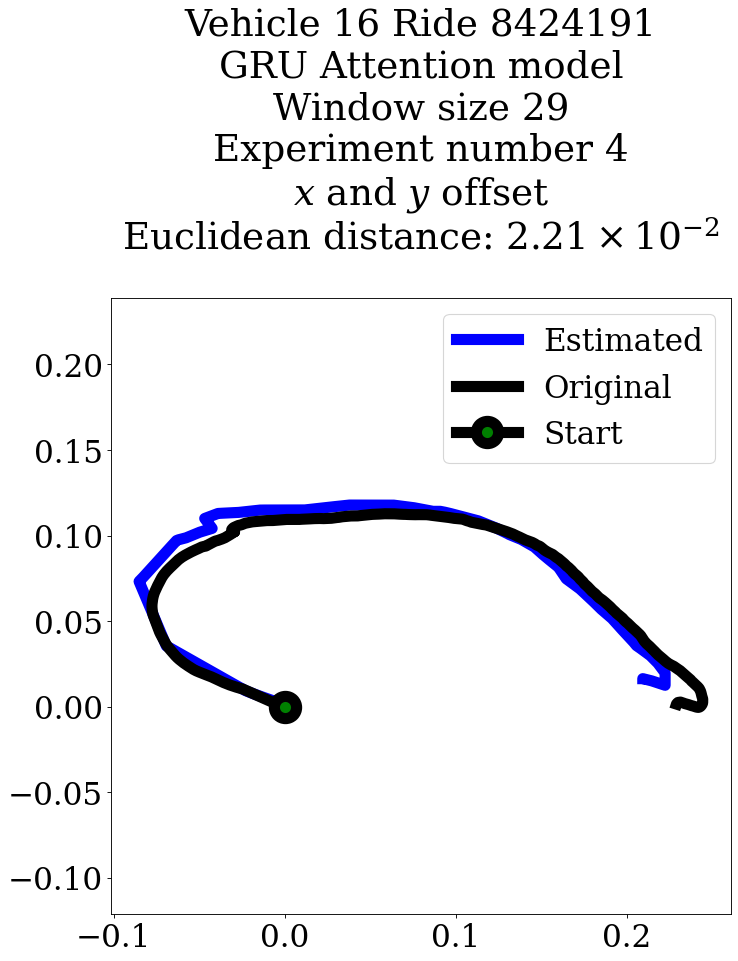 Vehicle 16 Ride 8424191
GRU Attention model
Window size 29
Experiment number 4
x and y offset
Euclidean distance: 2.21 × 10⁻²
Estimated
Original
Start
0.20
0.15
0.10
0.05
0.00
−0.05
−0.10
−0.1 0.0 0.1 0.2